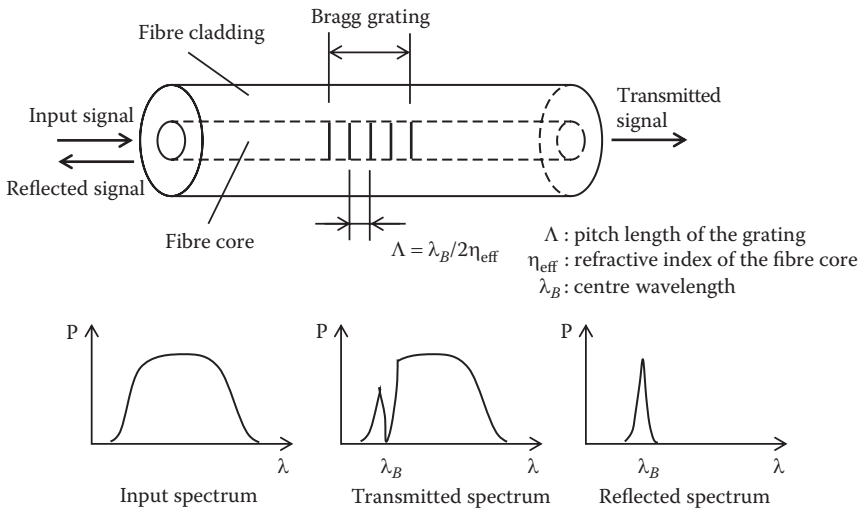 Bragg grating
Fibre cladding
Input signal
Reflected signal
Transmitted
signal
Fibre core
Λ = λB/2ηeff
Λ : pitch length of the grating
ηeff : refractive index of the fibre core
λB : centre wavelength
P
λB
λ
Input spectrum
P
λ
Transmitted spectrum
P
λB
λ
Reflected spectrum